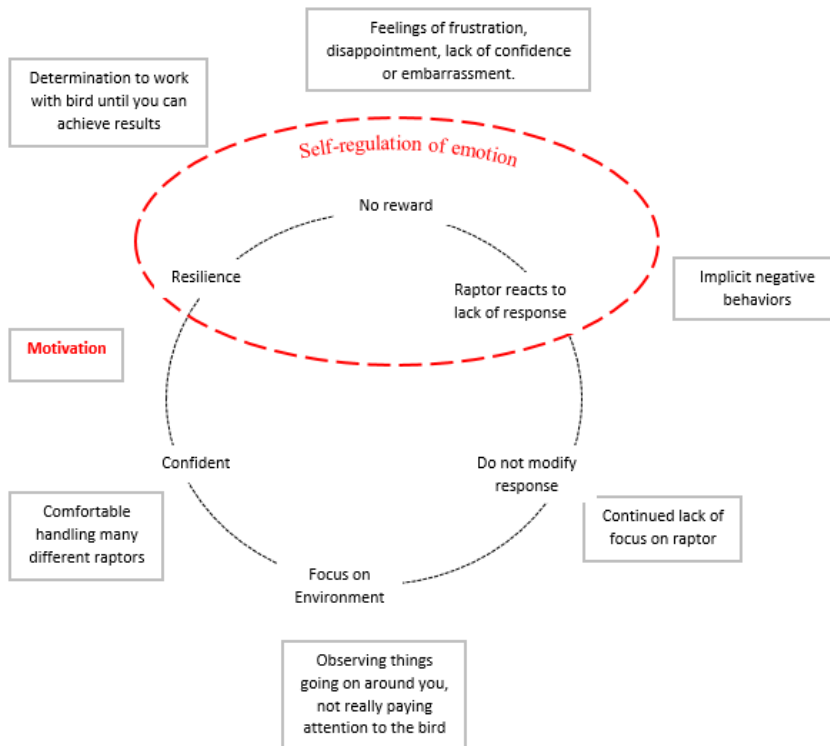 Feelings of frustration,
disappointment, lack of confidence
or embarrassment.
Determination to work
with bird until you can
achieve results
Self-regulation of emotion
No reward
Resilience
Raptor reacts to
lack of response
Implicit negative
behaviors
Motivation
Confident
Do not modify
response
Comfortable
handling many
different raptors
Continued lack of
focus on raptor
Focus on
Environment
Observing things
going on around you,
not really paying
attention to the bird